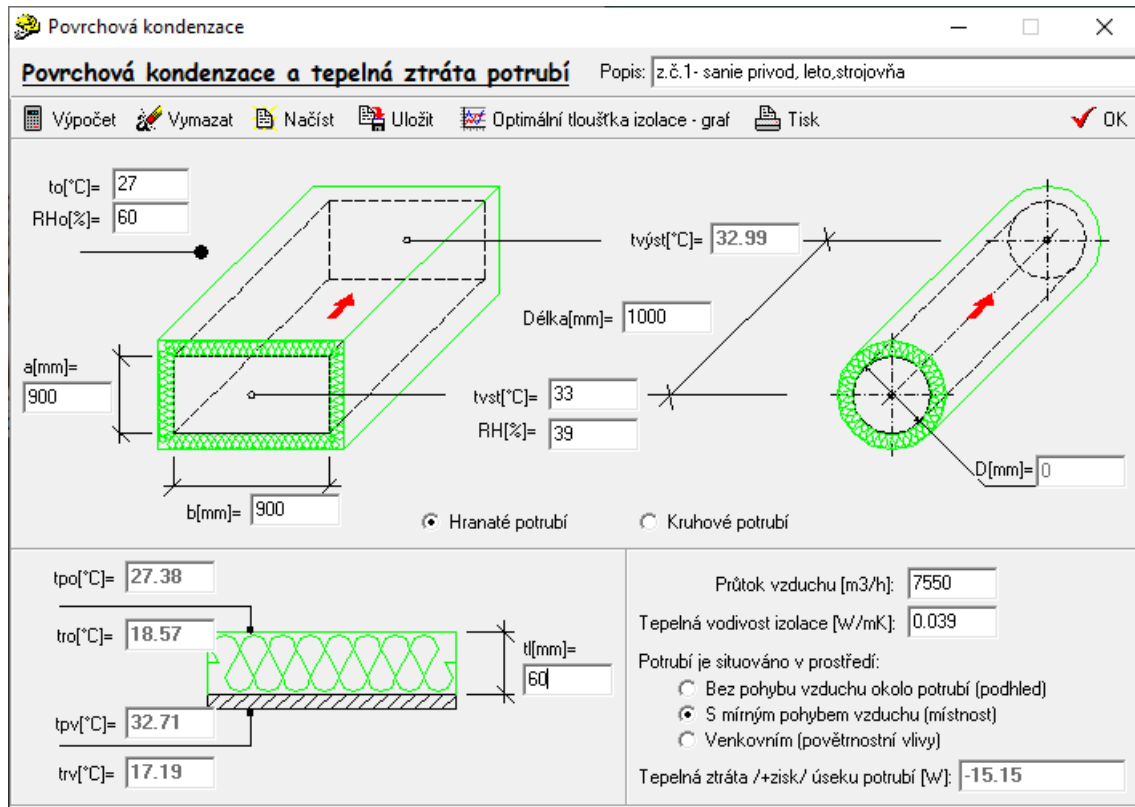 Povrchová kondenzace
Povrchová kondenzace a tepelná ztráta potrubí Popis: z.č.1- sanie privod, leto,strojovňa
Výpočet Vymazat Načíst Uložit Optimální tloušťka izolace - graf Tisk OK
to[°C]= 27
RHo[%]= 60
tvýst[°C]= 32.99
Délka[mm]= 1000
a[mm]=
900
tvst[°C]= 33
RH[%]= 39
D[mm]= 0
b[mm]= 900
Hranaté potrubí Kruhové potrubí
tpo[°C]= 27.38
tro[°C]= 18.57
tl[mm]=
60
tpv[°C]= 32.71
trv[°C]= 17.19
Průtok vzduchu [m3/h]: 7550
Tepelná vodivost izolace [W/mK]: 0.039
Potrubí je situováno v prostředí:
Bez pohybu vzduchu okolo potrubí (podhled)
S mírným pohybem vzduchu (místnost)
Venkovním (povětrnostní vlivy)
Tepelná ztráta /+zisk/ úseku potrubí [W]: -15.15